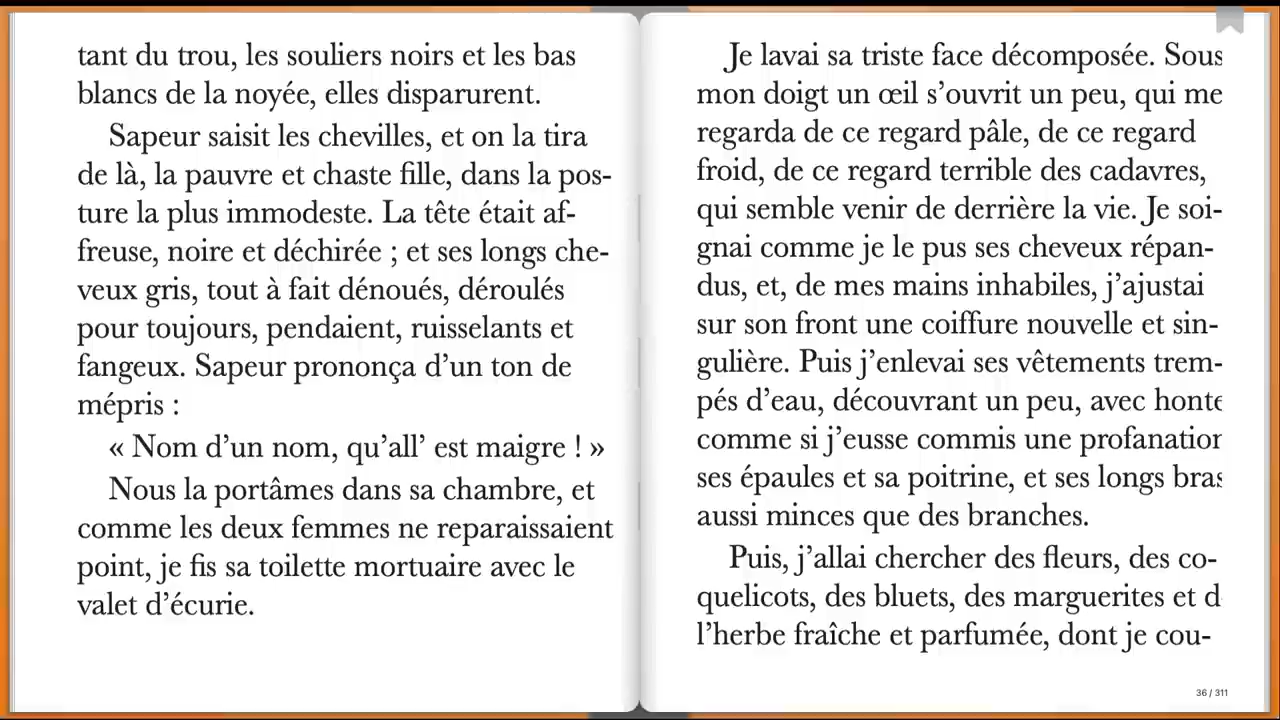 tant du trou, les souliers noirs et les bas
blancs de la noyée, elles disparurent.
Sapeur saisit les chevilles, et on la tira
de là, la pauvre et chaste fille, dans la pos-
ture la plus immodeste. La tête était af-
freuse, noire et déchirée ; et ses longs che-
veux gris, tout à fait dénoués, déroulés
pour toujours, pendaient, ruisselants et
fangeux. Sapeur prononça d’un ton de
mépris :
« Nom d’un nom, qu’all’ est maigre ! »
Nous la portâmes dans sa chambre, et
comme les deux femmes ne reparaissaient
point, je fis sa toilette mortuaire avec le
valet d’écurie.
Je lavai sa triste face décomposée. Sous
mon doigt un œil s’ouvrit un peu, qui me
regarda de ce regard pâle, de ce regard
froid, de ce regard terrible des cadavres,
qui semble venir de derrière la vie. Je soi-
gnai comme je le pus ses cheveux répan-
dus, et, de mes mains inhabiles, j’ajustai
sur son front une coiffure nouvelle et sin-
gulière. Puis j’enlevai ses vêtements trem-
pés d’eau, découvrant un peu, avec honte
comme si j’eusse commis une profanation
ses épaules et sa poitrine, et ses longs bras
aussi minces que des branches.
Puis, j’allai chercher des fleurs, des co-
quelicots, des bluets, des marguerites et d
l’herbe fraîche et parfumée, dont je cou-
36 / 311